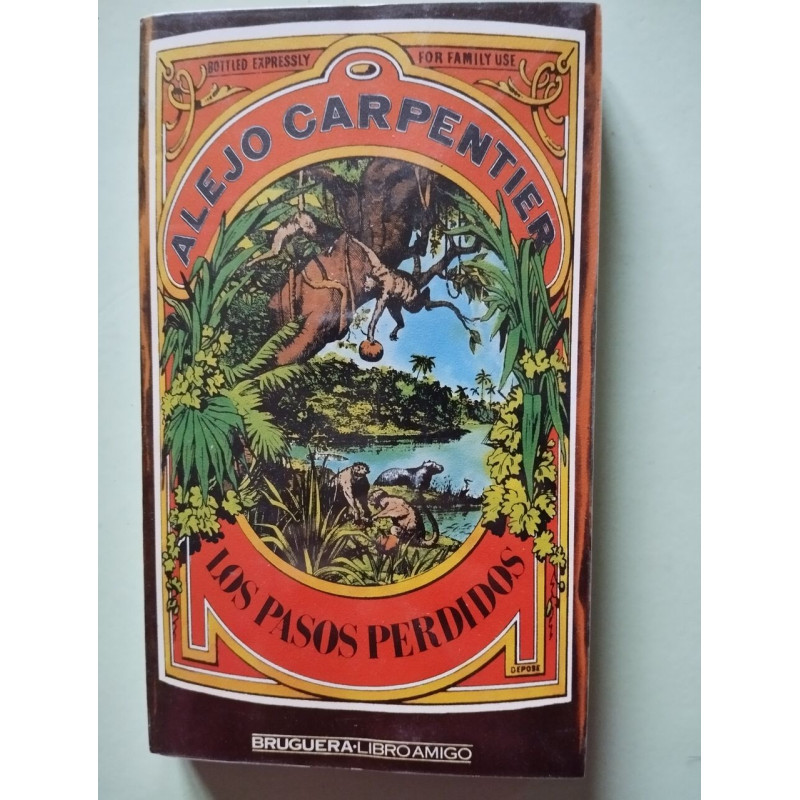 BOTTLED EXPRESSLY FOR FAMILY USE
ALEJO CARPENTIER
LOS PASOS PERDIDOS
DEPOSE
BRUGUERA·LIBRO AMIGO